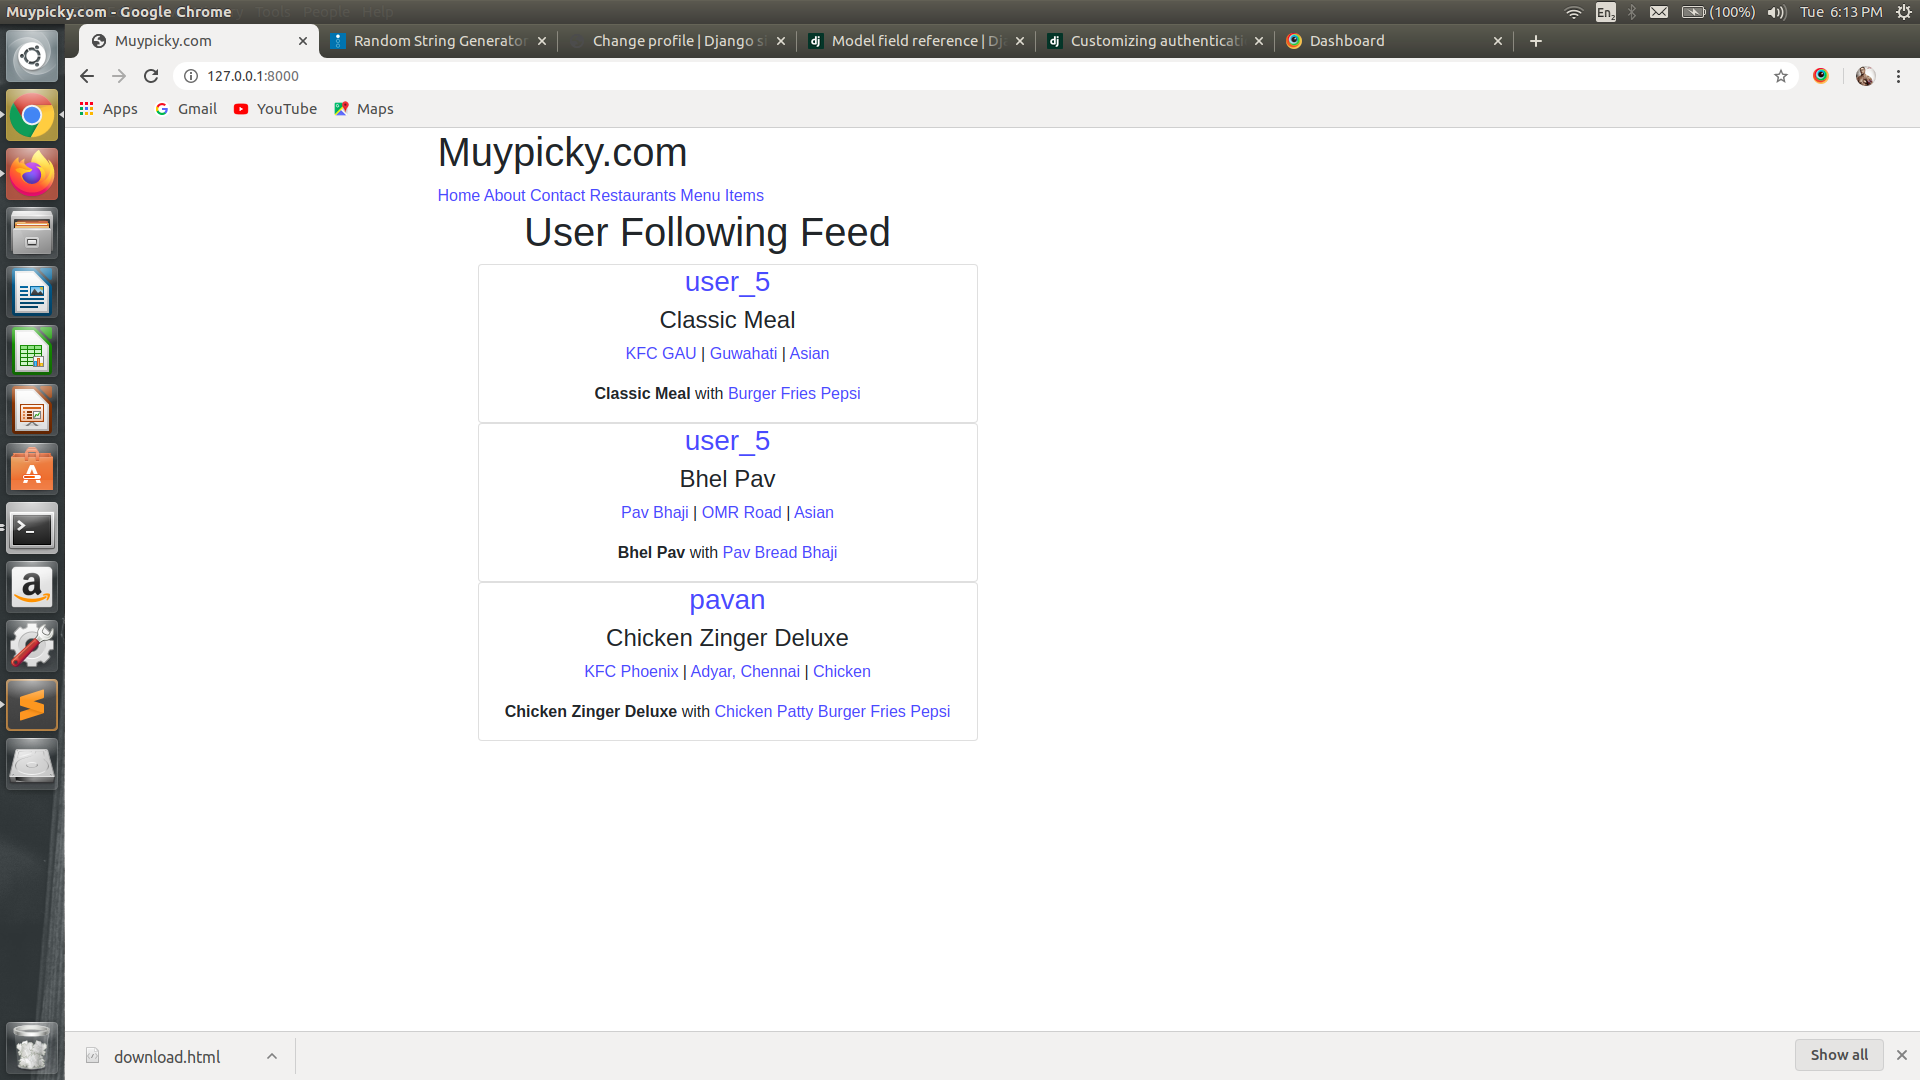 Muypicky.com - Google Chrome Tools People Help
En2 (100%) Tue 6:13 PM
Muypicky.com
Random String Generator
Change profile | Django si
Model field reference | Dj
Customizing authenticati
Dashboard
127.0.0.1:8000
Apps Gmail YouTube Maps
Muypicky.com
Home About Contact Restaurants Menu Items
User Following Feed
user_5
Classic Meal
KFC GAU | Guwahati | Asian
Classic Meal with Burger Fries Pepsi
user_5
Bhel Pav
Pav Bhaji | OMR Road | Asian
Bhel Pav with Pav Bread Bhaji
pavan
Chicken Zinger Deluxe
KFC Phoenix | Adyar, Chennai | Chicken
Chicken Zinger Deluxe with Chicken Patty Burger Fries Pepsi
download.html
Show all